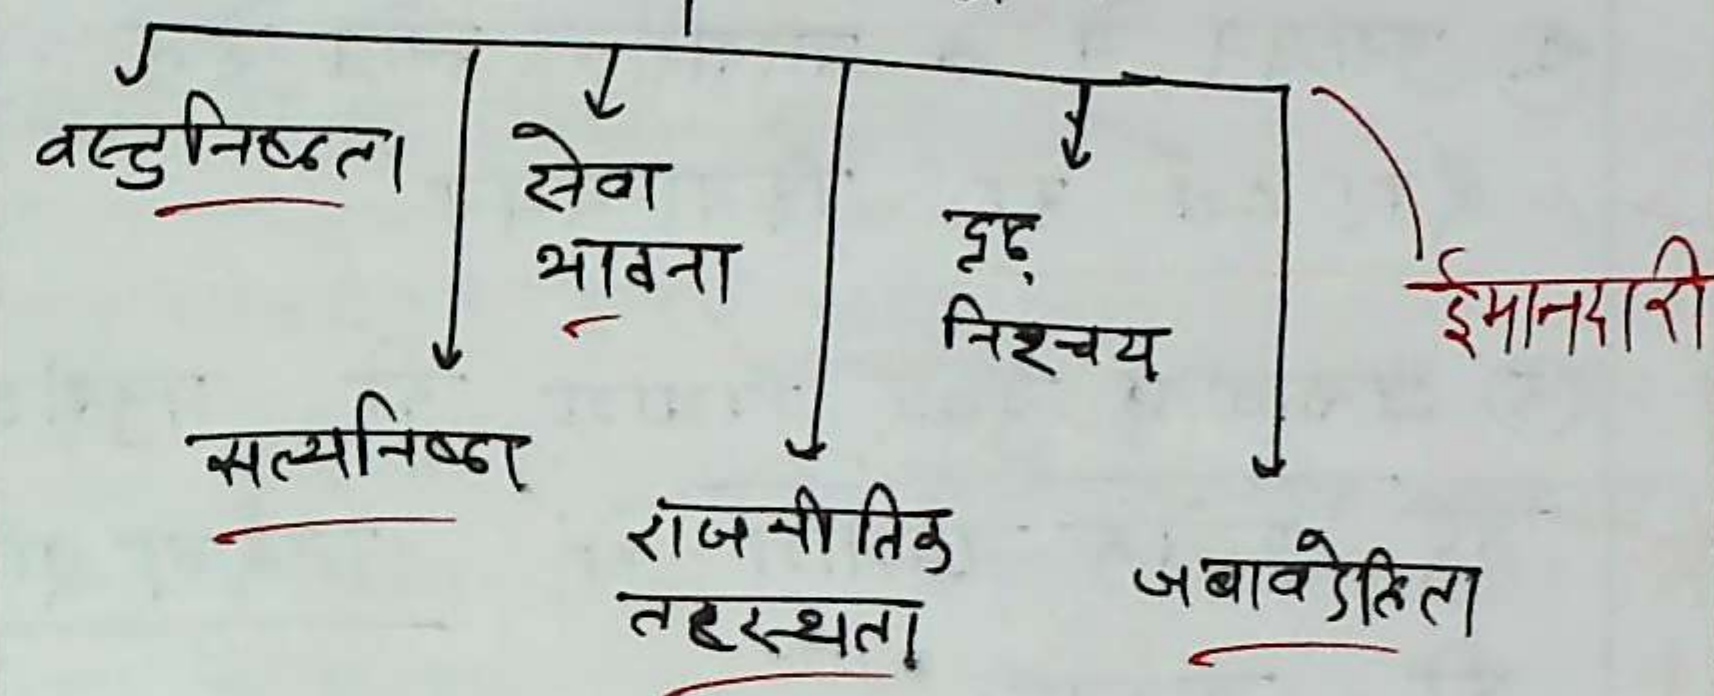 वस्तुनिष्ठता
सेवा
भावना
दृढ़
निश्चय
ईमानदारी
सत्यनिष्ठा
राजनीतिक
तटस्थता
जबावदेहिता